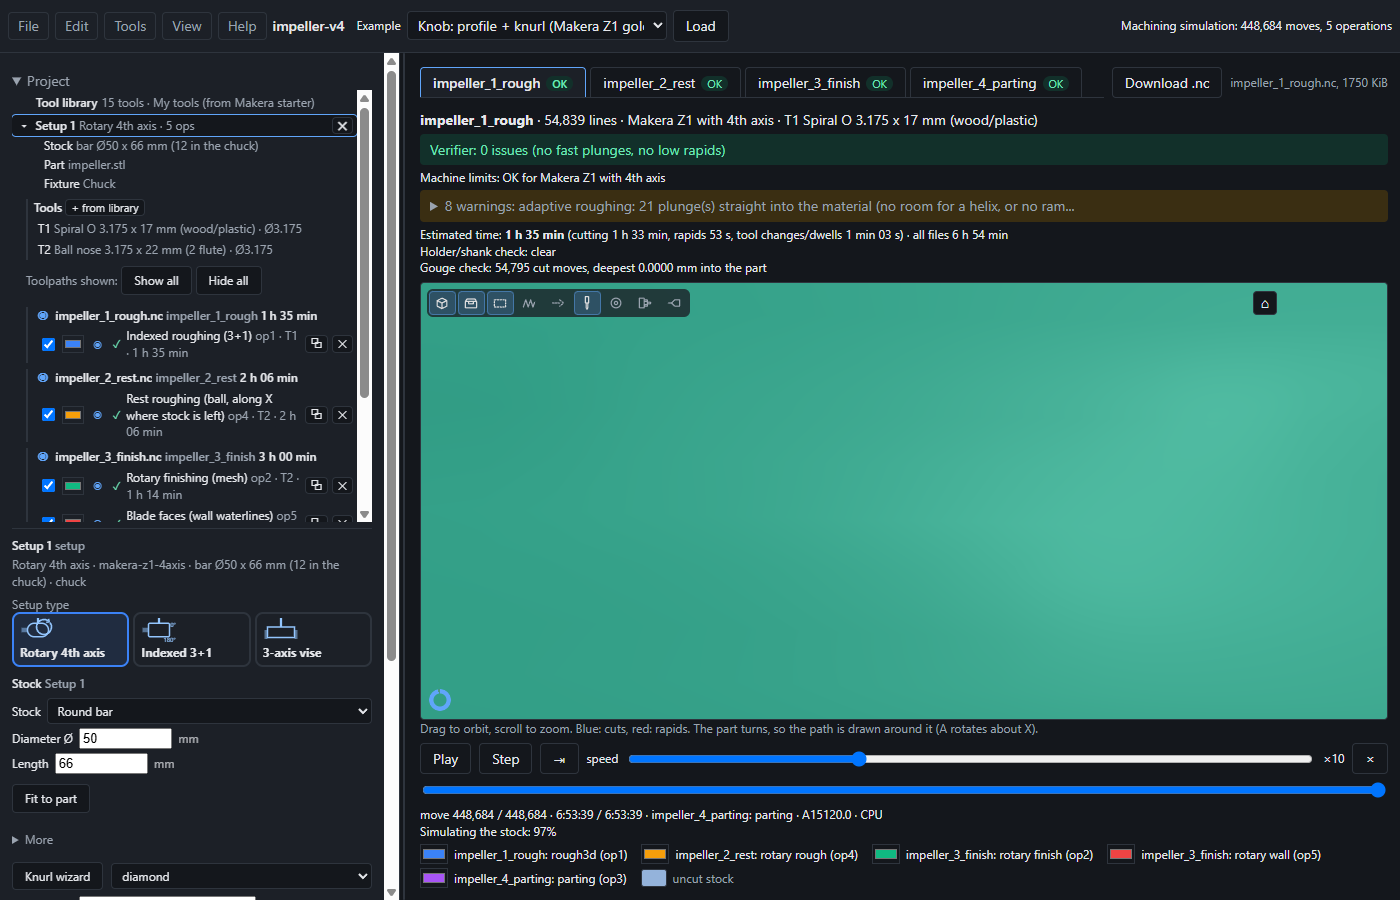 File Edit Tools View Help impeller-v4 Example Knob: profile + knurl (Makera Z1 gol Load Machining simulation: 448,684 moves, 5 operations
Project
Tool library 15 tools · My tools (from Makera starter)
Setup 1 Rotary 4th axis · 5 ops
Stock bar Ø50 x 66 mm (12 in the chuck)
Part impeller.stl
Fixture Chuck
Tools + from library
T1 Spiral O 3.175 x 17 mm (wood/plastic) · Ø3.175
T2 Ball nose 3.175 x 22 mm (2 flute) · Ø3.175
Toolpaths shown: Show all Hide all
impeller_1_rough.nc impeller_1_rough 1 h 35 min
Indexed roughing (3+1) op1 · T1
· 1 h 35 min
impeller_2_rest.nc impeller_2_rest 2 h 06 min
Rest roughing (ball, along X
where stock is left) op4 · T2 · 2 h
06 min
impeller_3_finish.nc impeller_3_finish 3 h 00 min
Rotary finishing (mesh) op2 · T2 ·
1 h 14 min
Blade faces (wall waterlines) op5
Setup 1 setup
Rotary 4th axis · makera-z1-4axis · bar Ø50 x 66 mm (12 in the
chuck) · chuck
Setup type
Rotary 4th axis Indexed 3+1 3-axis vise
Stock Setup 1
Stock Round bar
Diameter Ø 50 mm
Length 66 mm
Fit to part
More
Knurl wizard diamond
impeller_1_rough OK impeller_2_rest OK impeller_3_finish OK impeller_4_parting OK Download .nc impeller_1_rough.nc, 1750 KiB
impeller_1_rough · 54,839 lines · Makera Z1 with 4th axis · T1 Spiral O 3.175 x 17 mm (wood/plastic)
Verifier: 0 issues (no fast plunges, no low rapids)
Machine limits: OK for Makera Z1 with 4th axis
8 warnings: adaptive roughing: 21 plunge(s) straight into the material (no room for a helix, or no ram...
Estimated time: 1 h 35 min (cutting 1 h 33 min, rapids 53 s, tool changes/dwells 1 min 03 s) · all files 6 h 54 min
Holder/shank check: clear
Gouge check: 54,795 cut moves, deepest 0.0000 mm into the part
Drag to orbit, scroll to zoom. Blue: cuts, red: rapids. The part turns, so the path is drawn around it (A rotates about X).
Play Step speed ×10
move 448,684 / 448,684 · 6:53:39 / 6:53:39 · impeller_4_parting: parting · A15120.0 · CPU
Simulating the stock: 97%
impeller_1_rough: rough3d (op1) impeller_2_rest: rotary rough (op4) impeller_3_finish: rotary finish (op2) impeller_3_finish: rotary wall (op5)
impeller_4_parting: parting (op3) uncut stock